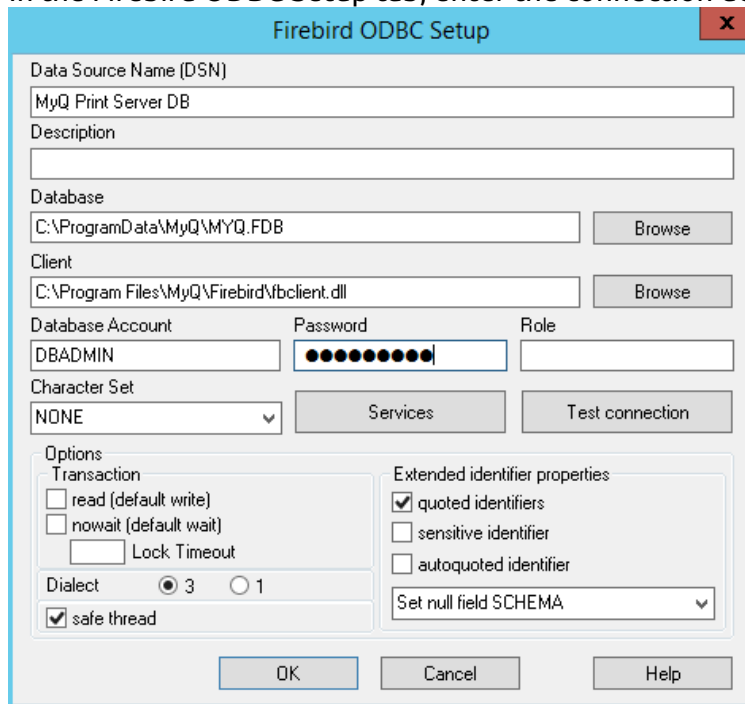 Firebird ODBC Setup
x
Data Source Name (DSN)
MyQ Print Server DB
Description
Database
C:\ProgramData\MyQ\MYQ.FDB
Browse
Client
C:\Program Files\MyQ\Firebird\fbclient.dll
Browse
Database Account Password Role
DBADMIN ●●●●●●●●●
Character Set
NONE Services Test connection
Options
Transaction
read (default write)
nowait (default wait)
Lock Timeout
Dialect 3 1
safe thread
Extended identifier properties
quoted identifiers
sensitive identifier
autoquoted identifier
Set null field SCHEMA
OK Cancel Help